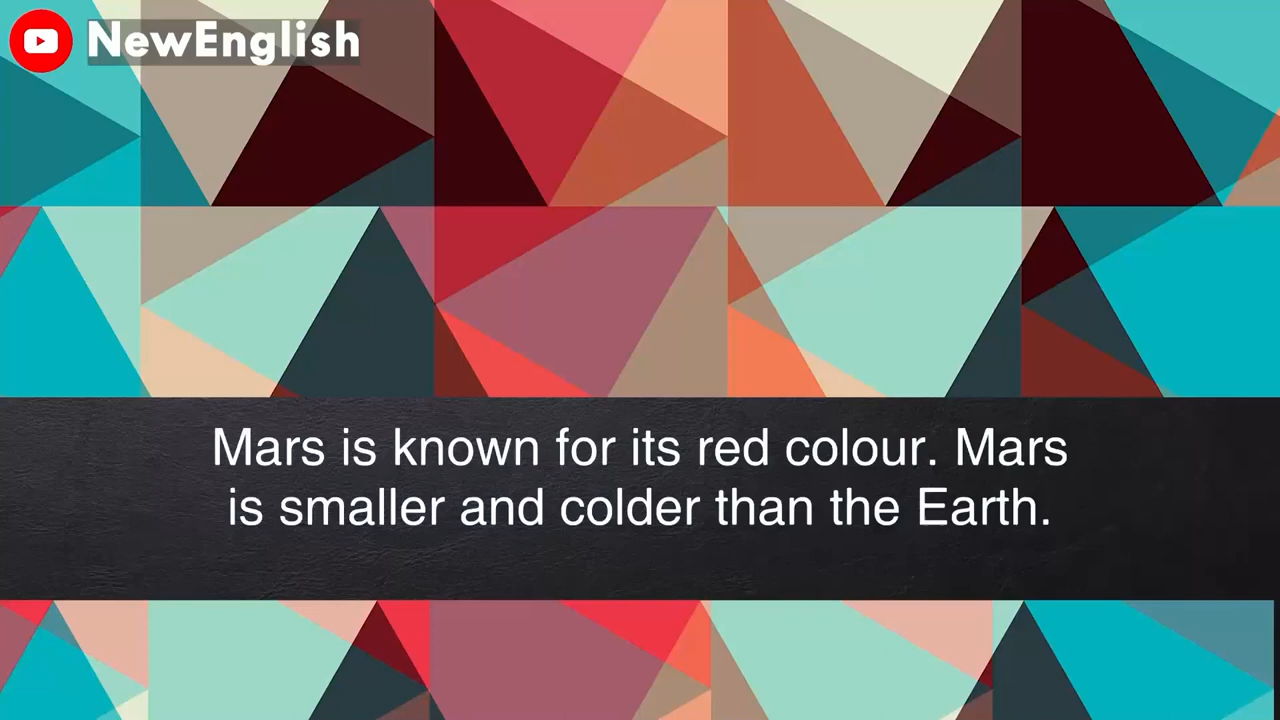 NewEnglish
Mars is known for its red colour. Mars
is smaller and colder than the Earth.